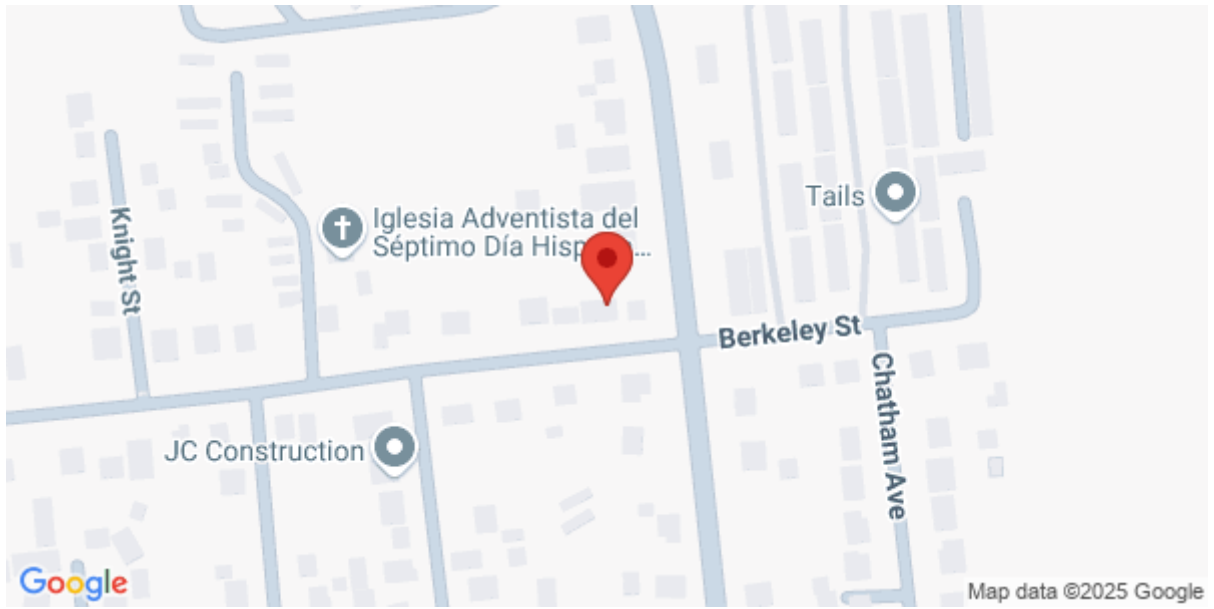 Knight St
Iglesia Adventista del
Séptimo Día Hisp
Tails
Berkeley St
Chatham Ave
JC Construction
Google
Map data ©2025 Google